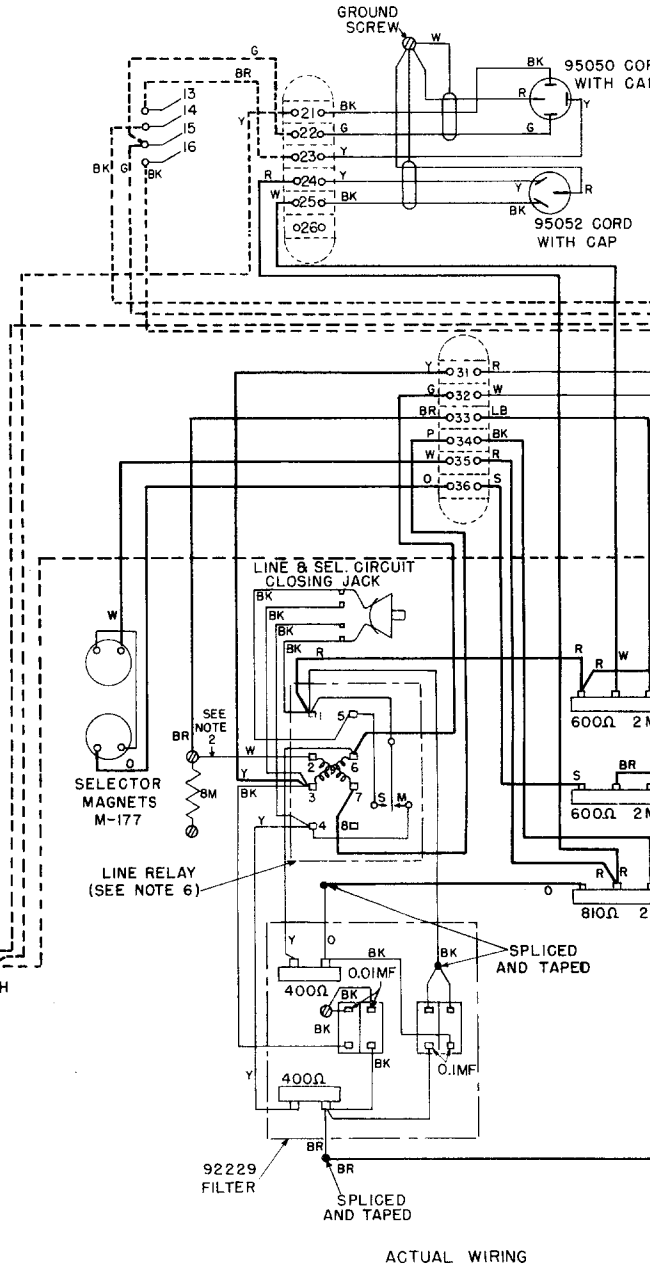 GROUND
SCREW
W
G
BR
BK
95050 COR
WITH CAP
R
Y
13
14
15
16
Y
21
BK
22
G
G
23
Y
BK
G
BK
R
24
Y
Y
R
W
25
BK
BK
26
95052 CORD
WITH CAP
Y
31
R
G
32
W
BR
33
LB
P
34
BK
W
35
R
O
36
S
LINE & SEL. CIRCUIT
CLOSING JACK
BK
BK
BK
BK
R
W
R
R
W
1
5
600Ω 2M
SEE
NOTE
2
BR
W
2
6
O
SELECTOR
MAGNETS
M-177
8M
Y
BK
3
7
S
M
S
BR
Y
4
8
600Ω 2M
LINE RELAY
(SEE NOTE 6)
R
R
O
810Ω 2
Y
O
BK
BK
SPLICED
AND TAPED
H
400Ω
0.01MF
BK
BK
BK
Y
400Ω
0.1MF
BR
92229
FILTER
BR
SPLICED
AND TAPED
ACTUAL WIRING